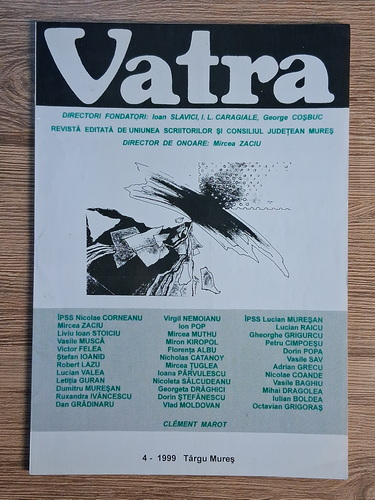 Vatra
DIRECTORI FONDATORI: Ioan SLAVICI, I. L. CARAGIALE, George COŞBUC
REVISTĂ EDITATĂ DE UNIUNEA SCRIITORILOR ŞI CONSILIUL JUDEŢEAN MUREŞ
DIRECTOR DE ONOARE: Mircea ZACIU
ÎPSS Nicolae CORNEANU
Mircea ZACIU
Liviu Ioan STOICIU
Vasile MUSCĂ
Victor FELEA
Ştefan IOANID
Robert LAZU
Lucian VALEA
Letiţia GURAN
Dumitru MUREŞAN
Ruxandra IVĂNCESCU
Dan GRĂDINARU
Virgil NEMOIANU
Ion POP
Mircea MUTHU
Miron KIROPOL
Florenţa ALBU
Nicholas CATANOY
Mircea ŢUGLEA
Ioana PÂRVULESCU
Nicoleta SĂLCUDEANU
Georgeta DRĂGHICI
Dorin ŞTEFĂNESCU
Vlad MOLDOVAN
ÎPSS Lucian MUREŞAN
Lucian RAICU
Gheorghe GRIGURCU
Petru CIMPOEŞU
Dorin POPA
Vasile SAV
Adrian GRECU
Nicolae COANDE
Vasile BAGHIU
Mihai DRAGOLEA
Iulian BOLDEA
Octavian GRIGORAŞ
CLÉMENT MAROT
4 - 1999 Târgu Mureş